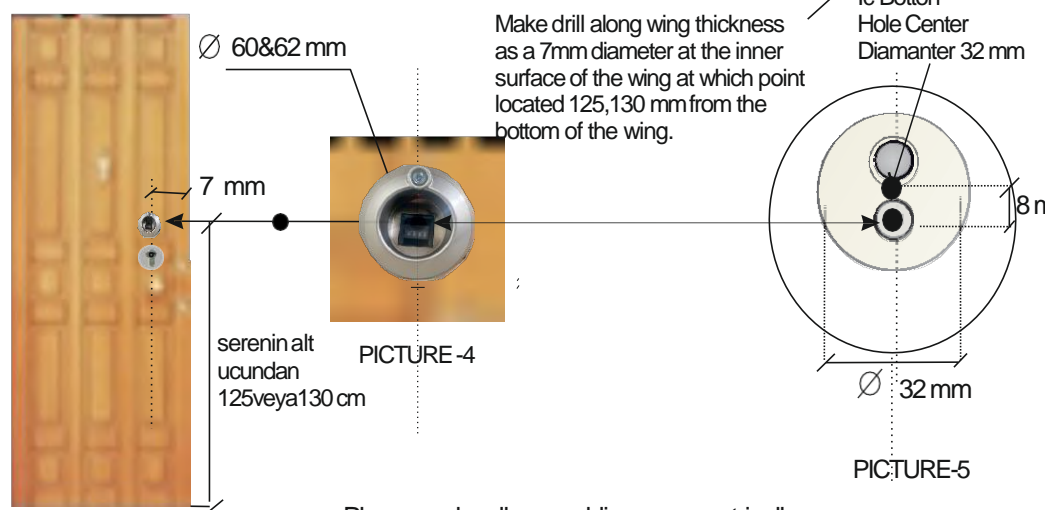 Make drill along wing thickness
as a 7mm diameter at the inner
surface of the wing at which point
located 125,130 mm from the
bottom of the wing.
Hole Center
Diamanter 32 mm
Ø 60&62 mm
7 mm
8 m
serenin alt
ucundan
125veya130 cm
PICTURE -4
Ø 32 mm
PICTURE-5